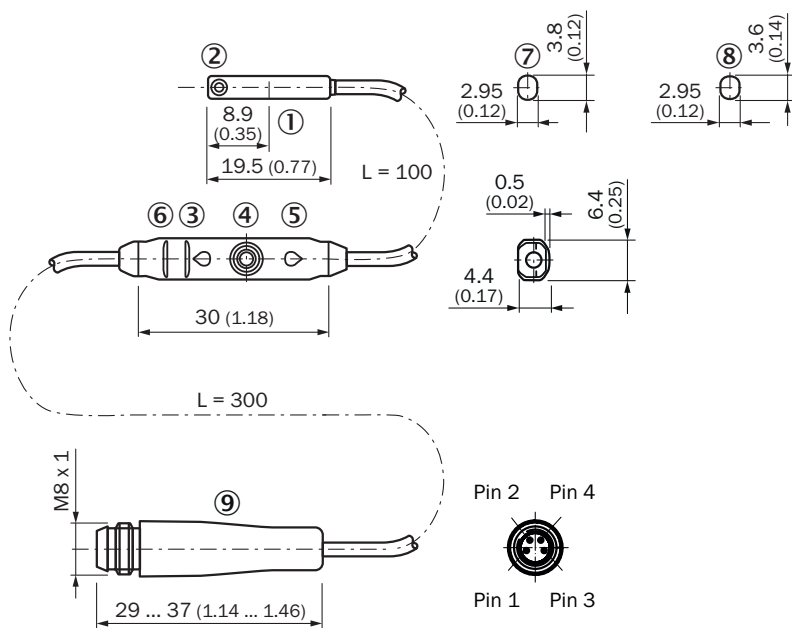 ② ⑦ 3.8 (0.12) ⑧ 3.6 (0.14)
8.9 (0.35) ① 2.95 (0.12) 2.95 (0.12)
19.5 (0.77) L = 100
⑥ ③ ④ ⑤ 0.5 (0.02) 6.4 (0.25)
4.4 (0.17)
30 (1.18)
L = 300
M8 x 1 ⑨ Pin 2 Pin 4
Pin 1 Pin 3
29 ... 37 (1.14 ... 1.46)